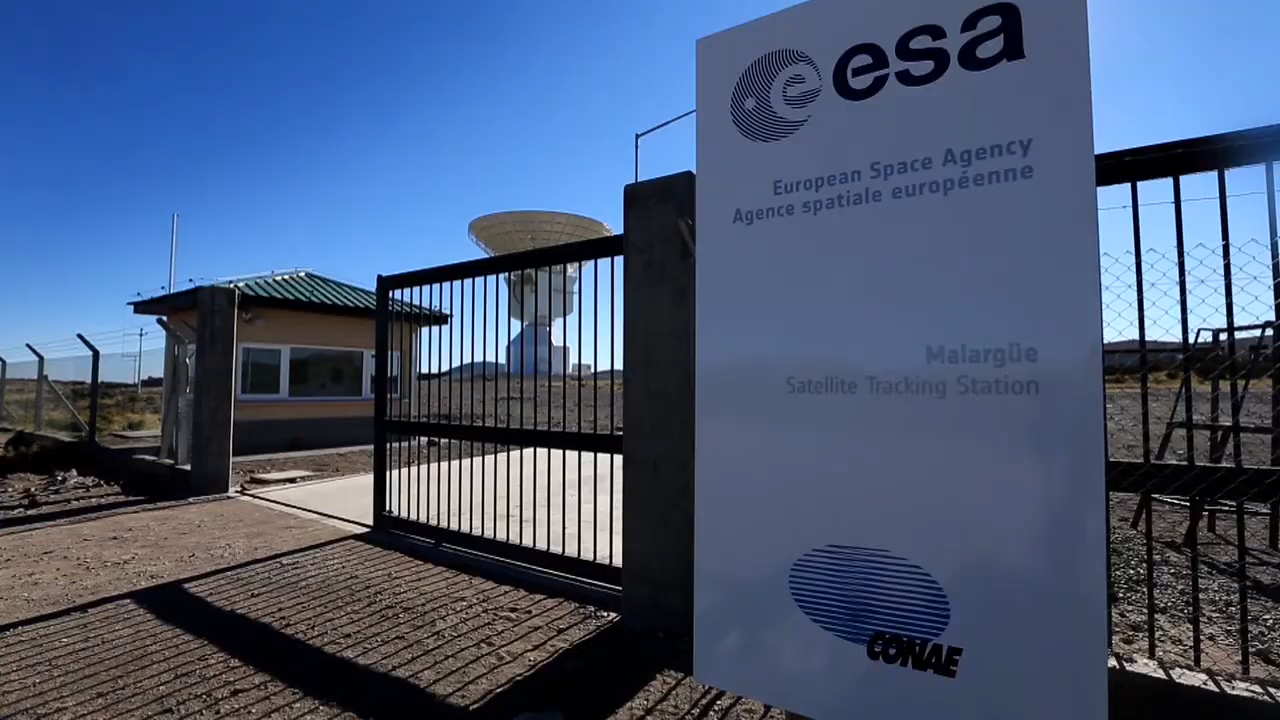 esa
European Space Agency
Agence spatiale européenne
Malargüe
Satellite Tracking Station
CONAE